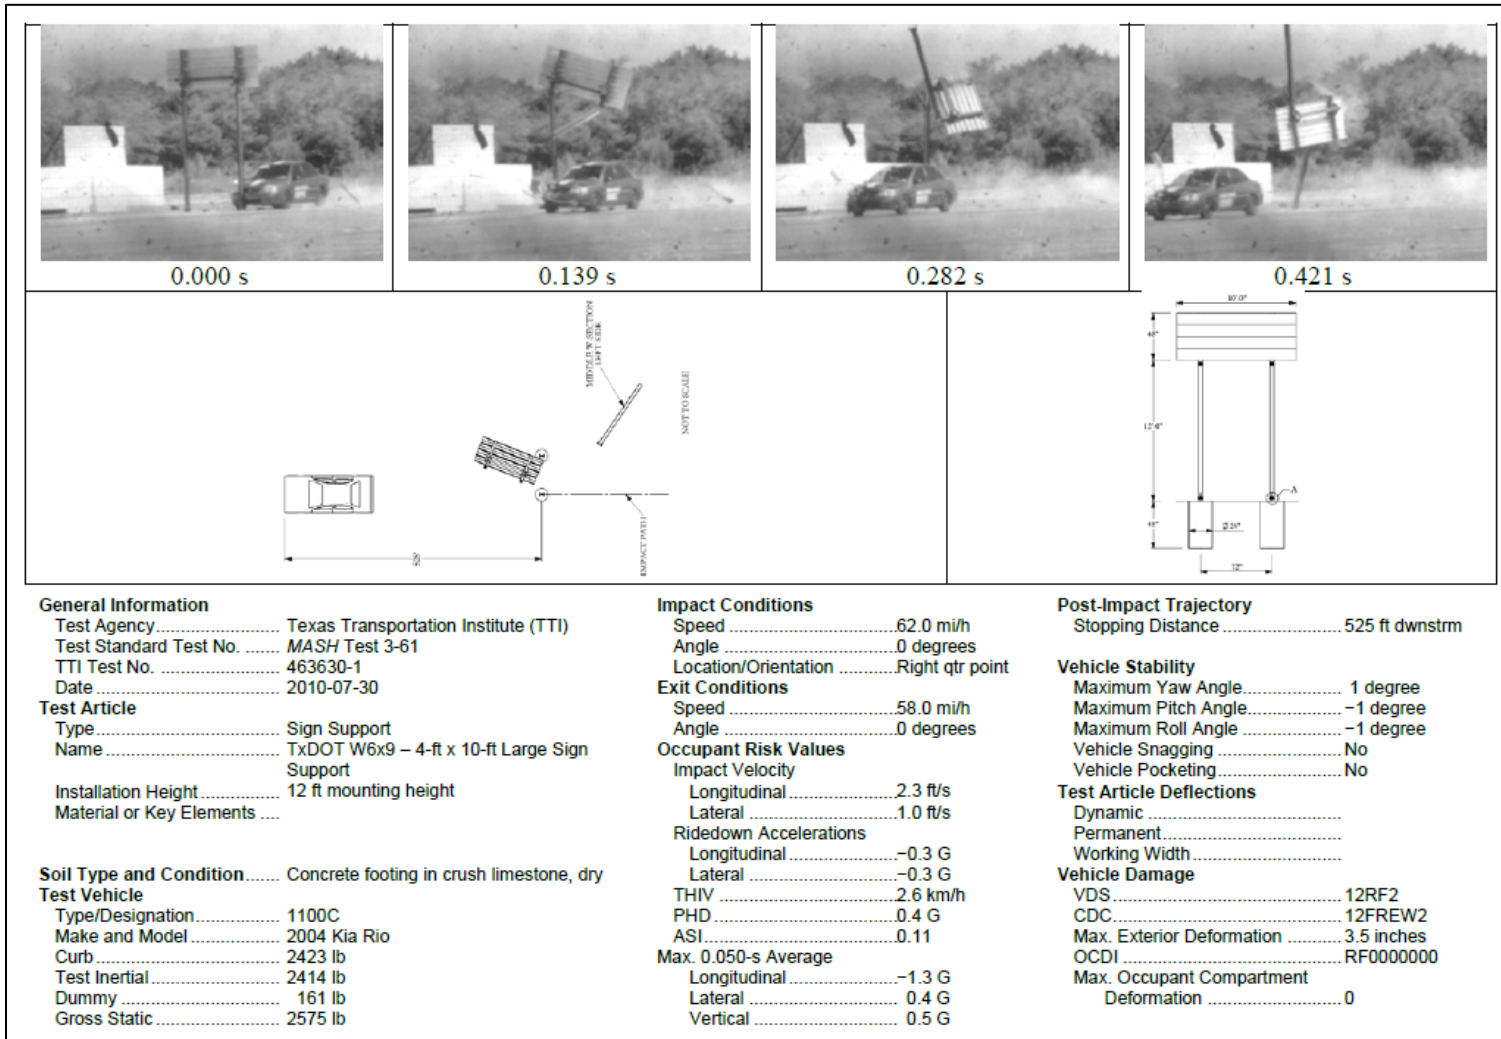 0.000 s
0.139 s
0.282 s
0.421 s
MIDDLE W-SECTION
LEFT SIDE
NOT TO SCALE
IMPACT PATH
10'0"
12'4"
A
72"
General Information
Test Agency............ Texas Transportation Institute (TTI)
Test Standard Test No. ....... MASH Test 3-61
TTI Test No. ............ 463630-1
Date ............ 2010-07-30
Test Article
Type............ Sign Support
Name ............ TxDOT W6x9 – 4-ft x 10-ft Large Sign
Support
Installation Height ............ 12 ft mounting height
Material or Key Elements ....
Soil Type and Condition....... Concrete footing in crush limestone, dry
Test Vehicle
Type/Designation............ 1100C
Make and Model ............ 2004 Kia Rio
Curb ............ 2423 lb
Test Inertial ............ 2414 lb
Dummy ............ 161 lb
Gross Static ............ 2575 lb
Impact Conditions
Speed ............62.0 mi/h
Angle ............0 degrees
Location/Orientation ............Right qtr point
Exit Conditions
Speed ............58.0 mi/h
Angle ............0 degrees
Occupant Risk Values
Impact Velocity
Longitudinal ............2.3 ft/s
Lateral ............1.0 ft/s
Ridedown Accelerations
Longitudinal ............−0.3 G
Lateral ............−0.3 G
THIV ............2.6 km/h
PHD ............0.4 G
ASI............0.11
Max. 0.050-s Average
Longitudinal ............−1.3 G
Lateral ............ 0.4 G
Vertical ............ 0.5 G
Post-Impact Trajectory
Stopping Distance ............ 525 ft dwnstrm
Vehicle Stability
Maximum Yaw Angle............ 1 degree
Maximum Pitch Angle............ −1 degree
Maximum Roll Angle ............ −1 degree
Vehicle Snagging ............ No
Vehicle Pocketing............ No
Test Article Deflections
Dynamic ............
Permanent............
Working Width ............
Vehicle Damage
VDS ............ 12RF2
CDC............ 12FREW2
Max. Exterior Deformation .......... 3.5 inches
OCDI ............ RF0000000
Max. Occupant Compartment
Deformation ............ 0